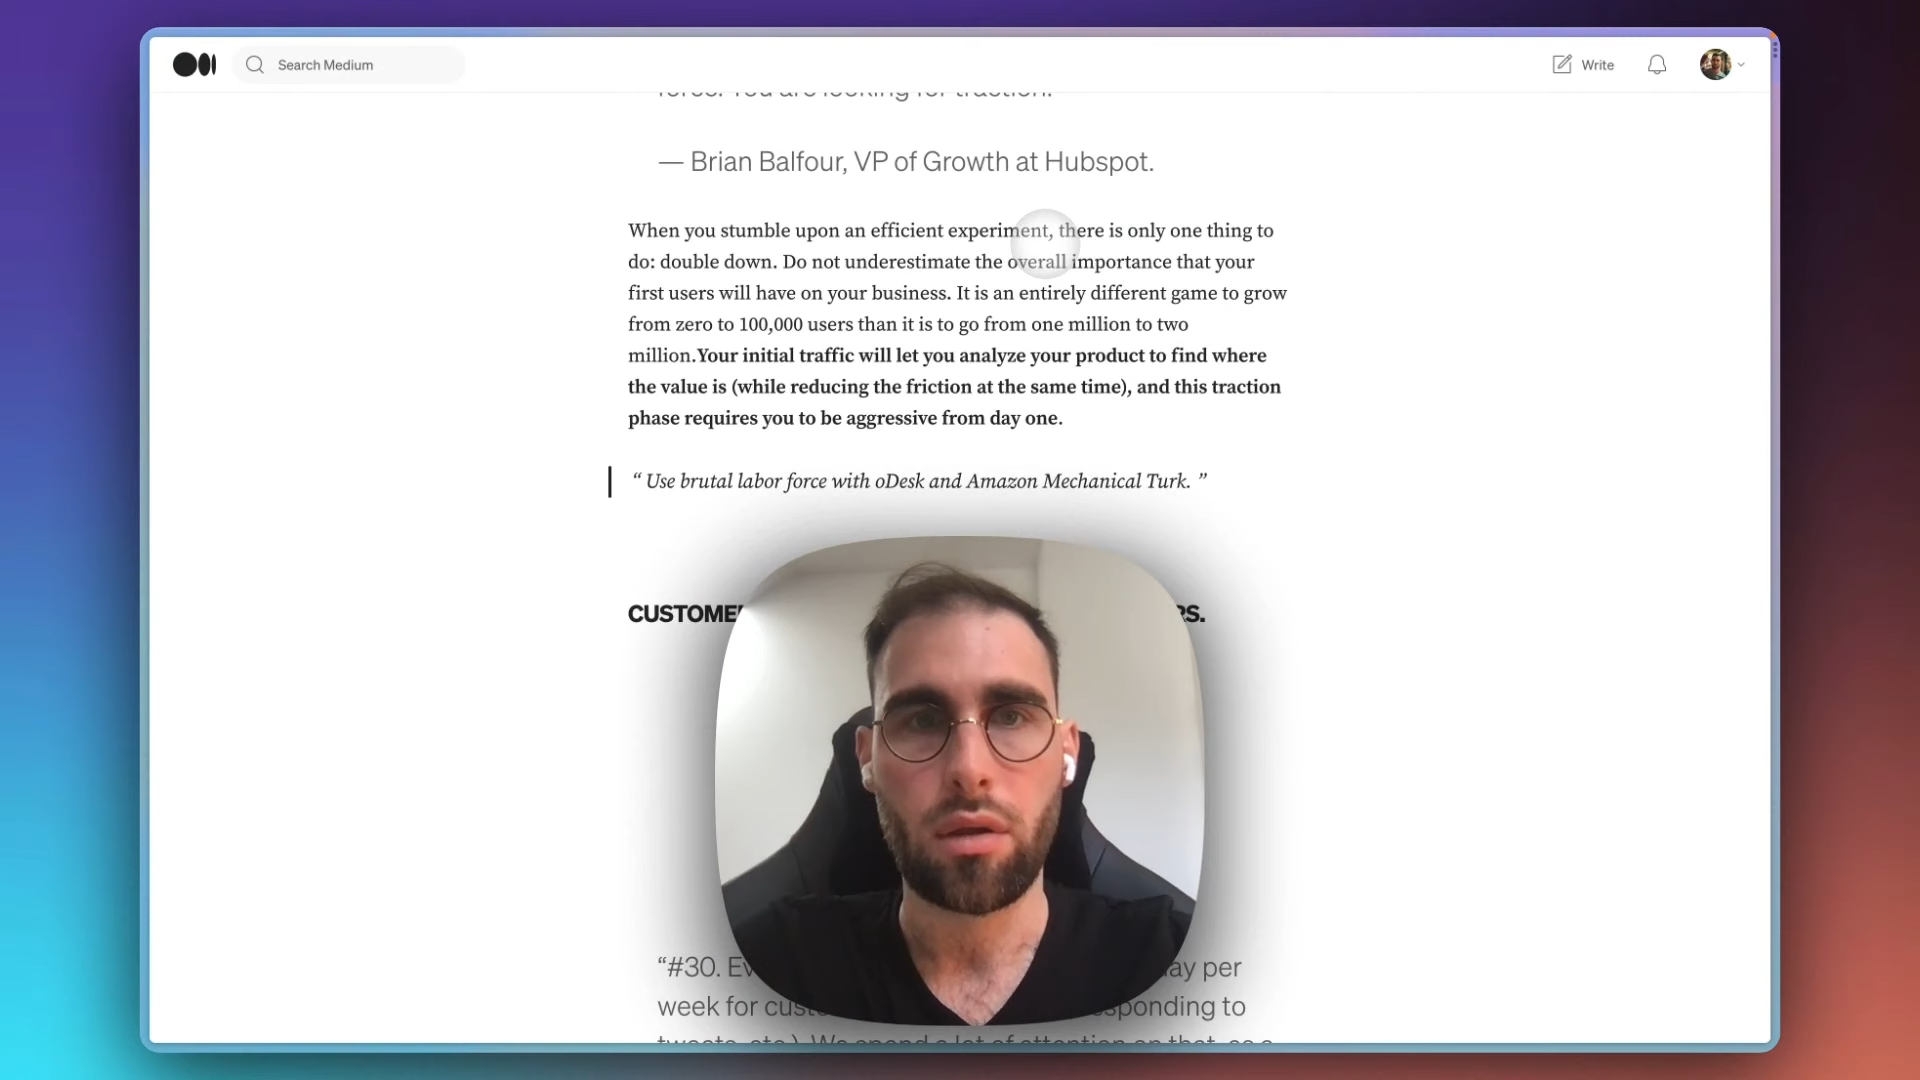 Search Medium
Write
force. You are looking for traction.
— Brian Balfour, VP of Growth at Hubspot.
When you stumble upon an efficient experiment, there is only one thing to
do: double down. Do not underestimate the overall importance that your
first users will have on your business. It is an entirely different game to grow
from zero to 100,000 users than it is to go from one million to two
million.Your initial traffic will let you analyze your product to find where
the value is (while reducing the friction at the same time), and this traction
phase requires you to be aggressive from day one.
“ Use brutal labor force with oDesk and Amazon Mechanical Turk. ”
“#30. per
week for to